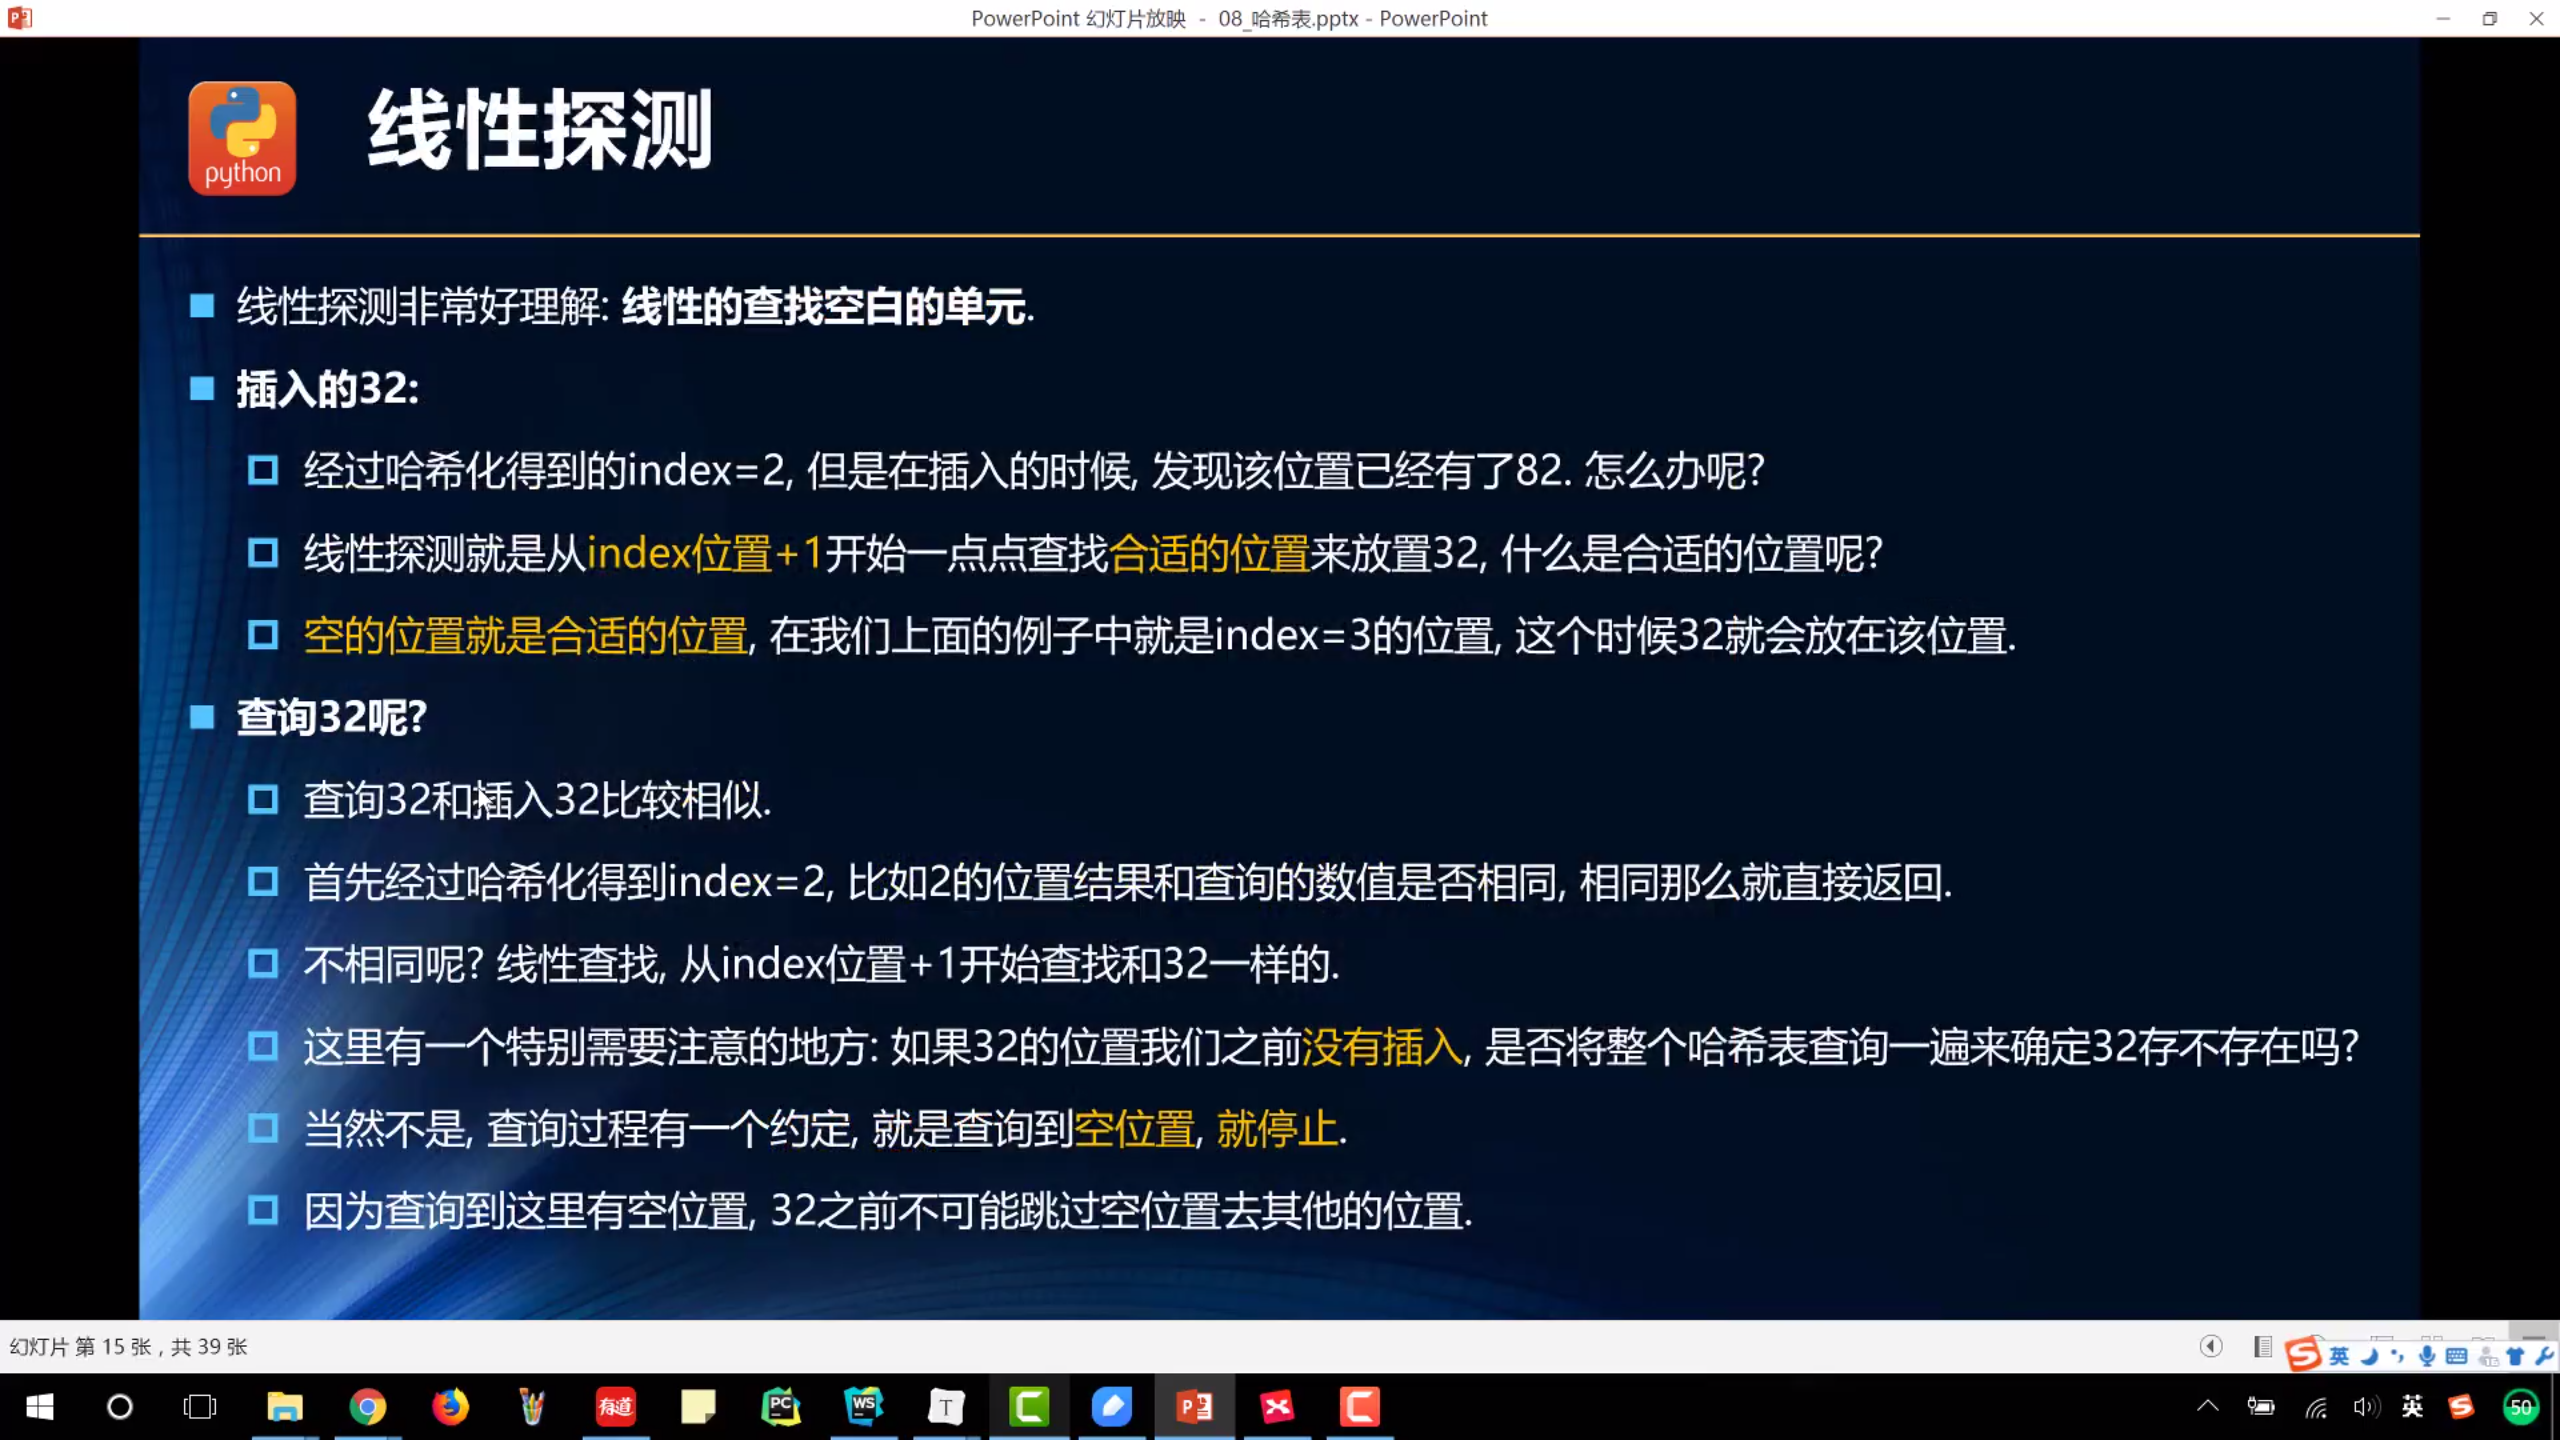 PowerPoint 幻灯片放映 - 08_哈希表.pptx - PowerPoint
python
线性探测
线性探测非常好理解: 线性的查找空白的单元.
插入的32:
经过哈希化得到的index=2, 但是在插入的时候, 发现该位置已经有了82. 怎么办呢?
线性探测就是从index位置+1开始一点点查找合适的位置来放置32, 什么是合适的位置呢?
空的位置就是合适的位置, 在我们上面的例子中就是index=3的位置, 这个时候32就会放在该位置.
查询32呢?
查询32和插入32比较相似.
首先经过哈希化得到index=2, 比如2的位置结果和查询的数值是否相同, 相同那么就直接返回.
不相同呢? 线性查找, 从index位置+1开始查找和32一样的.
这里有一个特别需要注意的地方: 如果32的位置我们之前没有插入, 是否将整个哈希表查询一遍来确定32存不存在吗?
当然不是, 查询过程有一个约定, 就是查询到空位置, 就停止.
因为查询到这里有空位置, 32之前不可能跳过空位置去其他的位置.
幻灯片 第 15 张 , 共 39 张
英
有道
PC
WS
T
英
50